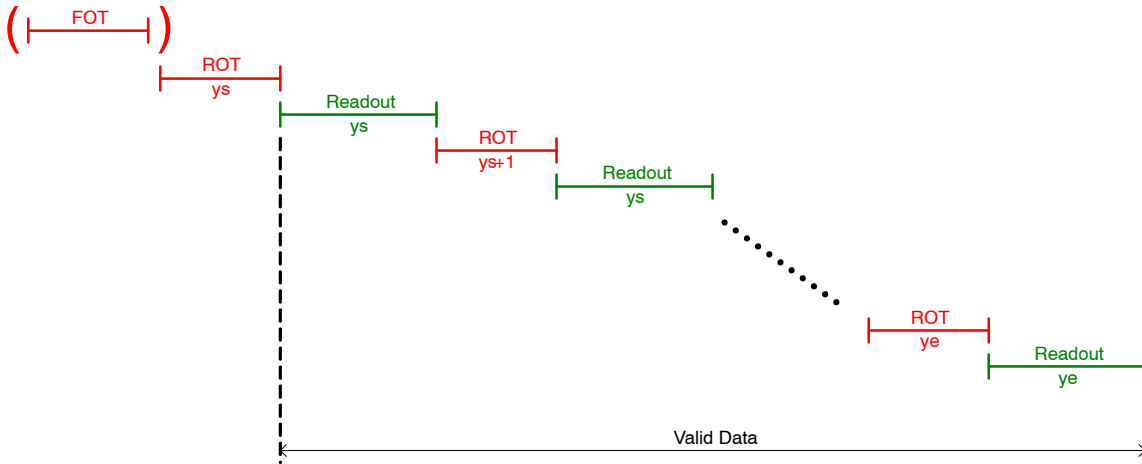 ( FOT )
ROT
ys
Readout
ys
ROT
ys+1
Readout
ys
ROT
ye
Readout
ye
Valid Data